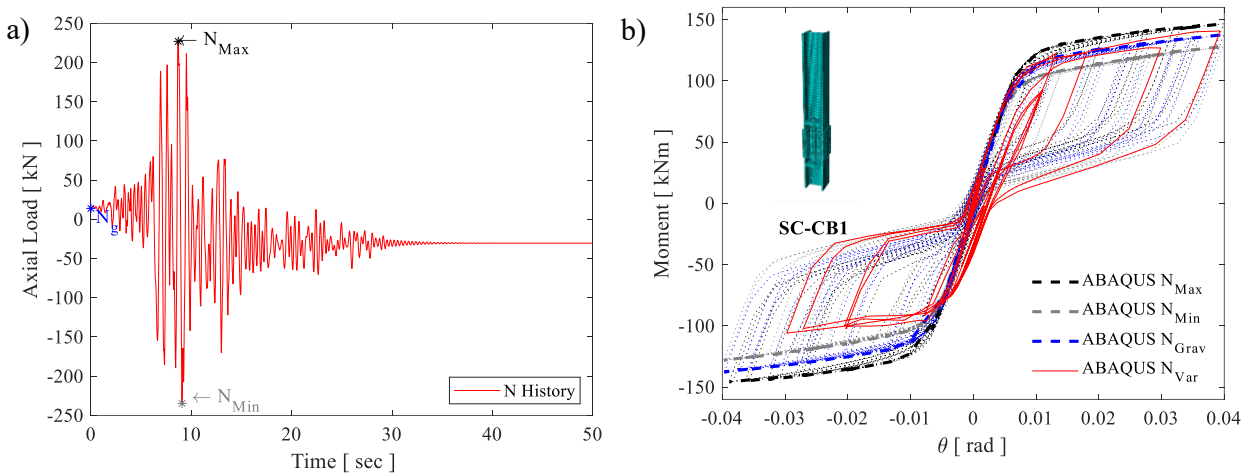 a)
250
200
150
100
50
0
-50
-100
-150
-200
-250
Axial Load [ kN ]
N_Max
N_g
N_Min
N History
0
10
20
30
40
50
Time [ sec ]
b)
150
100
50
0
-50
-100
-150
Moment [ kNm ]
SC-CB1
ABAQUS N_Max
ABAQUS N_Min
ABAQUS N_Grav
ABAQUS N_Var
-0.04
-0.03
-0.02
-0.01
0
0.01
0.02
0.03
0.04
θ [ rad ]